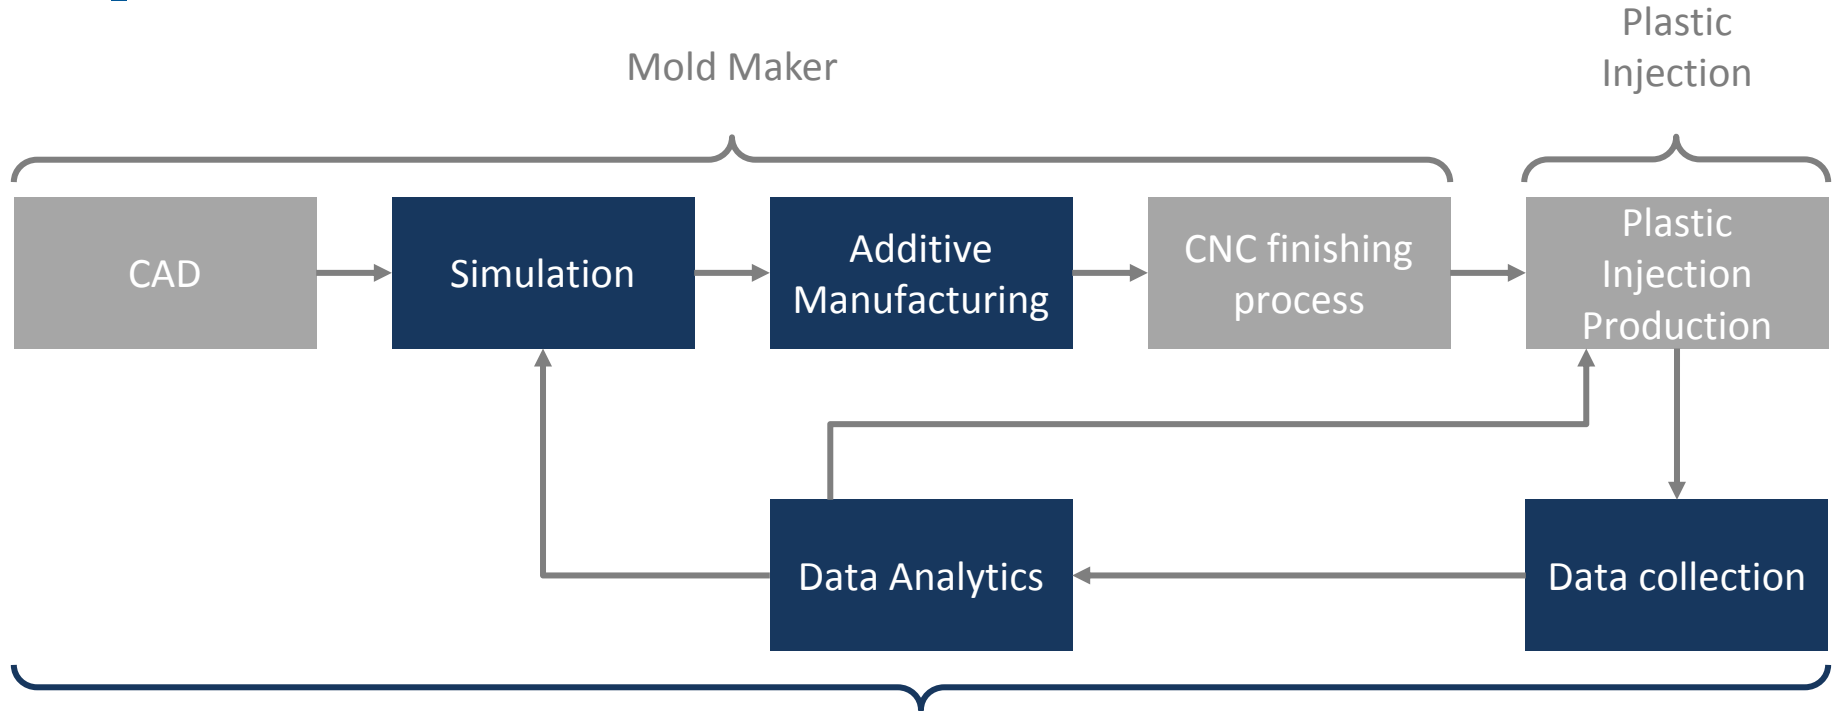 Plastic
Injection
Mold Maker
CAD
Simulation
Additive
Manufacturing
CNC finishing
process
Plastic
Injection
Production
Data Analytics
Data collection